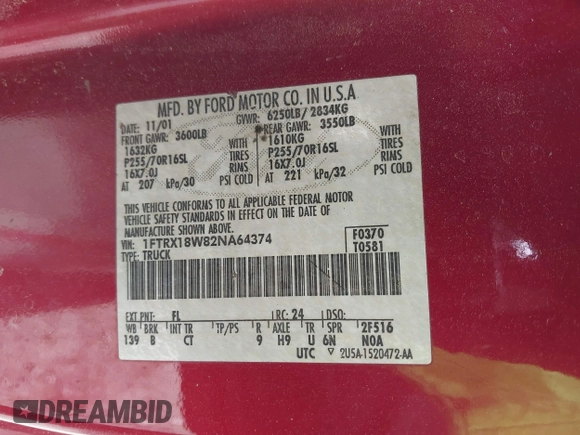 MFD. BY FORD MOTOR CO. IN U.S.A.
DATE: 11/01 GVWR: 6250LB/ 2834KG
FRONT GAWR: 3600LB REAR GAWR: 3550LB
1632KG WITH 1610KG WITH
P255/70R16SL TIRES P255/70R16SL TIRES
16X7.0J RIMS 16X7.0J RIMS
AT 207 kPa/30 PSI COLD AT 221 kPa/32 PSI COLD
THIS VEHICLE CONFORMS TO ALL APPLICABLE FEDERAL MOTOR
VEHICLE SAFETY STANDARDS IN EFFECT ON THE DATE OF
MANUFACTURE SHOWN ABOVE.
VIN: 1FTRX18W82NA64374 F0370
TYPE: TRUCK T0581
EXT PNT: FL RC: 24 DSO:
WB BRK INT TR TP/PS R AXLE TR SPR 2F516
139 B CT 9 H9 U 6N N0A
UTC 2U5A-1520472-AA
DREAMBID